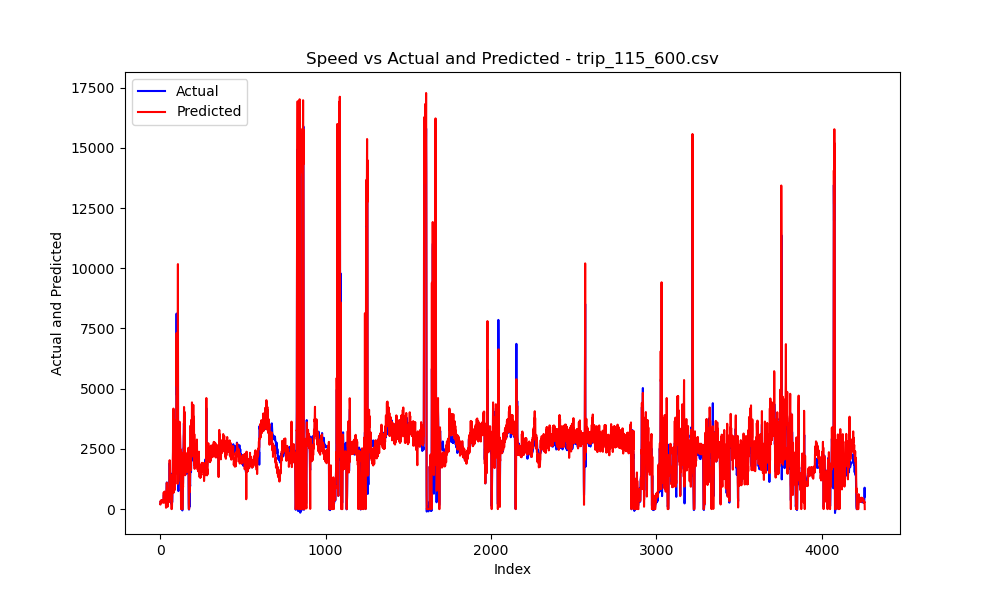 Speed vs Actual and Predicted - trip_115_600.csv
Actual
Predicted
17500
15000
12500
10000
7500
5000
2500
0
Actual and Predicted
0 1000 2000 3000 4000
Index